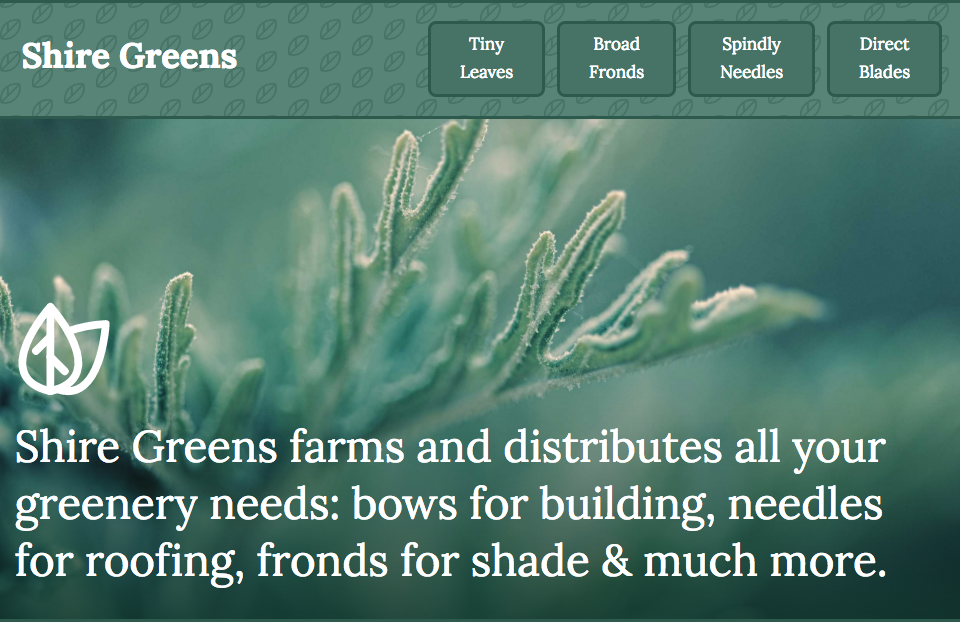 Shire Greens
Tiny
Leaves
Broad
Fronds
Spindly
Needles
Direct
Blades
Shire Greens farms and distributes all your
greenery needs: bows for building, needles
for roofing, fronds for shade & much more.